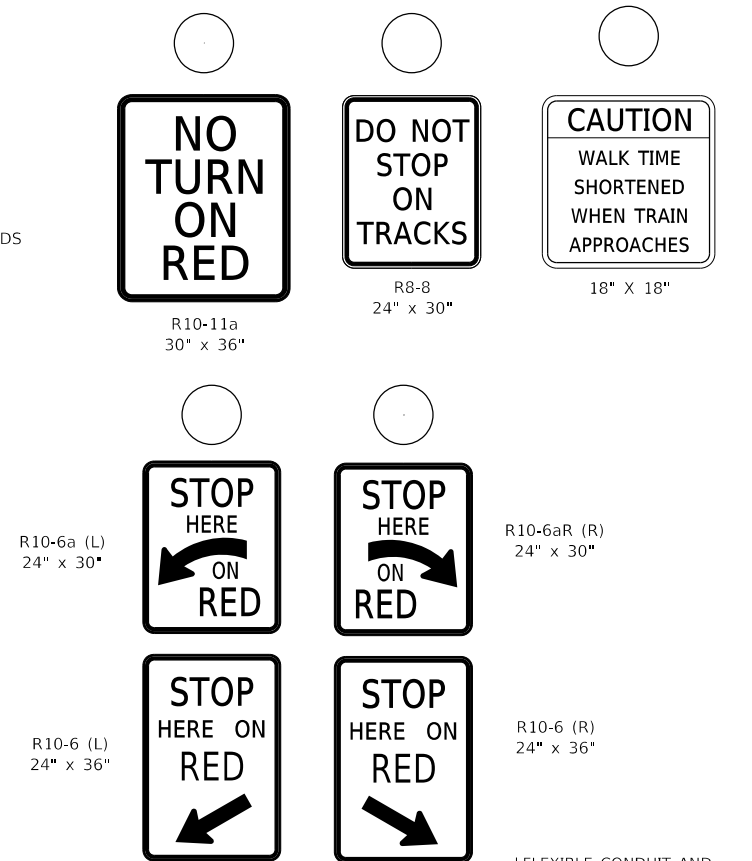 NO
TURN
ON
RED
R10-11a
30" x 36"
DO NOT
STOP
ON
TRACKS
R8-8
24" x 30"
CAUTION
WALK TIME
SHORTENED
WHEN TRAIN
APPROACHES
18" X 18"
DS
R10-6a (L)
24" x 30"
STOP
HERE
ON
RED
STOP
HERE
ON
RED
R10-6aR (R)
24" x 30"
R10-6 (L)
24" x 36"
STOP
HERE ON
RED
STOP
HERE ON
RED
R10-6 (R)
24" x 36"
FLEXIBLE CONDUIT AND